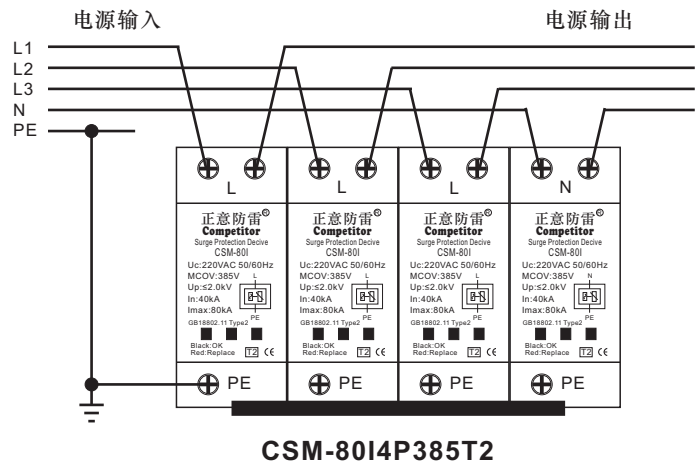 电源输入 电源输出
L1
L2
L3
N
PE
L L L N
正意防雷® 正意防雷® 正意防雷® 正意防雷®
Competitor Competitor Competitor Competitor
Surge Protection Decive Surge Protection Decive Surge Protection Decive Surge Protection Decive
CSM-80I CSM-80I CSM-80I CSM-80I
Uc:220VAC 50/60Hz Uc:220VAC 50/60Hz Uc:220VAC 50/60Hz Uc:220VAC 50/60Hz
MCOV:385V L MCOV:385V L MCOV:385V L MCOV:385V N
Up:≤2.0kV Up:≤2.0kV Up:≤2.0kV Up:≤2.0kV
In:40kA In:40kA In:40kA In:40kA
Imax:80kA PE Imax:80kA PE Imax:80kA PE Imax:80kA PE
GB18802.11 Type2 GB18802.11 Type2 GB18802.11 Type2 GB18802.11 Type2
Black:OK Black:OK Black:OK Black:OK
Red:Replace T2 CE Red:Replace T2 CE Red:Replace T2 CE Red:Replace T2 CE
PE PE PE PE
CSM-80I4P385T2